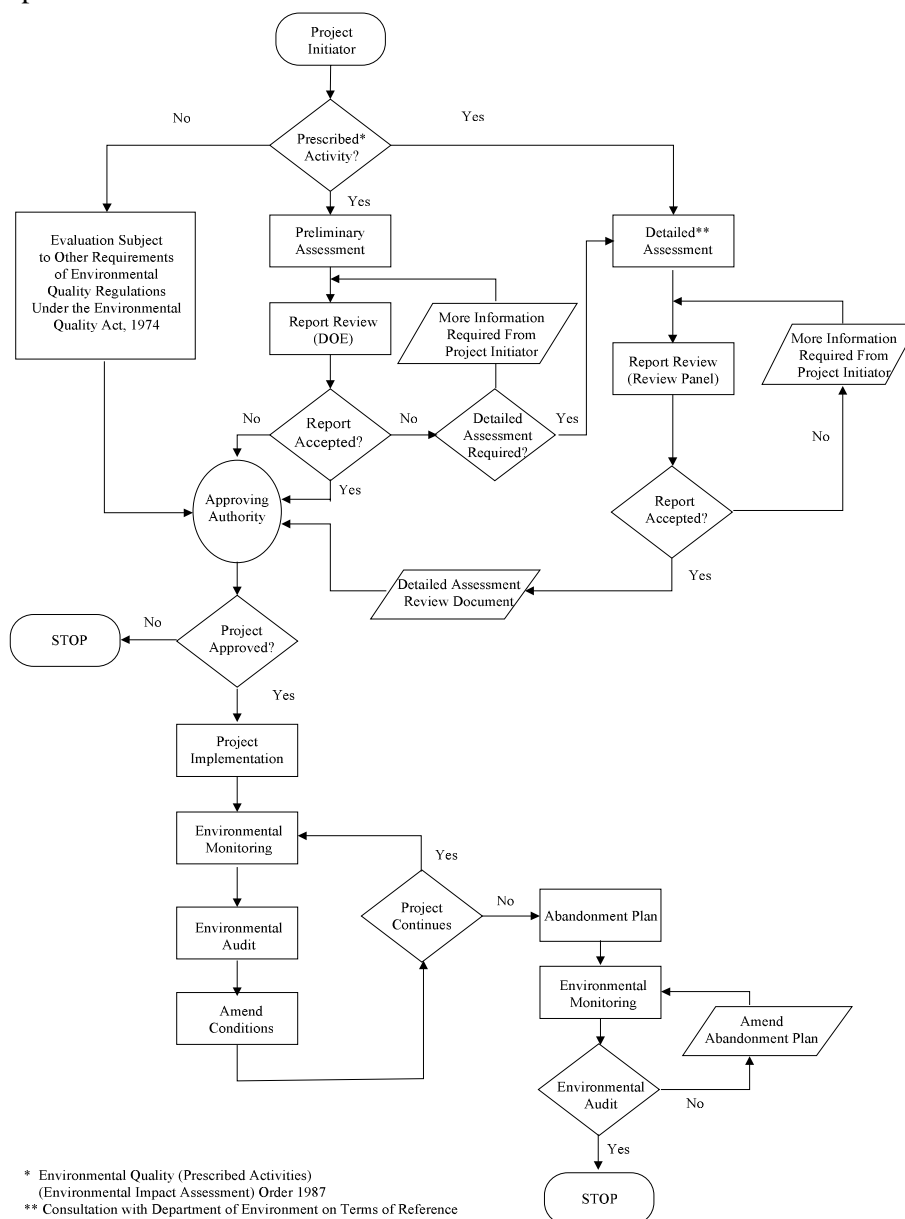 Project
Initiator
No
Yes
Prescribed*
Activity?
Yes
Evaluation Subject
to Other Requirements
of Environmental
Quality Regulations
Under the Environmental
Quality Act, 1974
Preliminary
Assessment
Detailed**
Assessment
Report Review
(DOE)
More Information
Required From
Project Initiator
Report Review
(Review Panel)
More Information
Required From
Project Initiator
No
Report
Accepted?
No
Detailed
Assessment
Required?
Yes
No
Yes
Approving
Authority
Report
Accepted?
Yes
Detailed Assessment
Review Document
STOP
No
Project
Approved?
Yes
Project
Implementation
Environmental
Monitoring
Yes
Project
Continues
No
Abandonment Plan
Environmental
Audit
Environmental
Monitoring
Amend
Conditions
Amend
Abandonment Plan
Environmental
Audit
No
Yes
STOP
* Environmental Quality (Prescribed Activities)
(Environmental Impact Assessment) Order 1987
** Consultation with Department of Environment on Terms of Reference